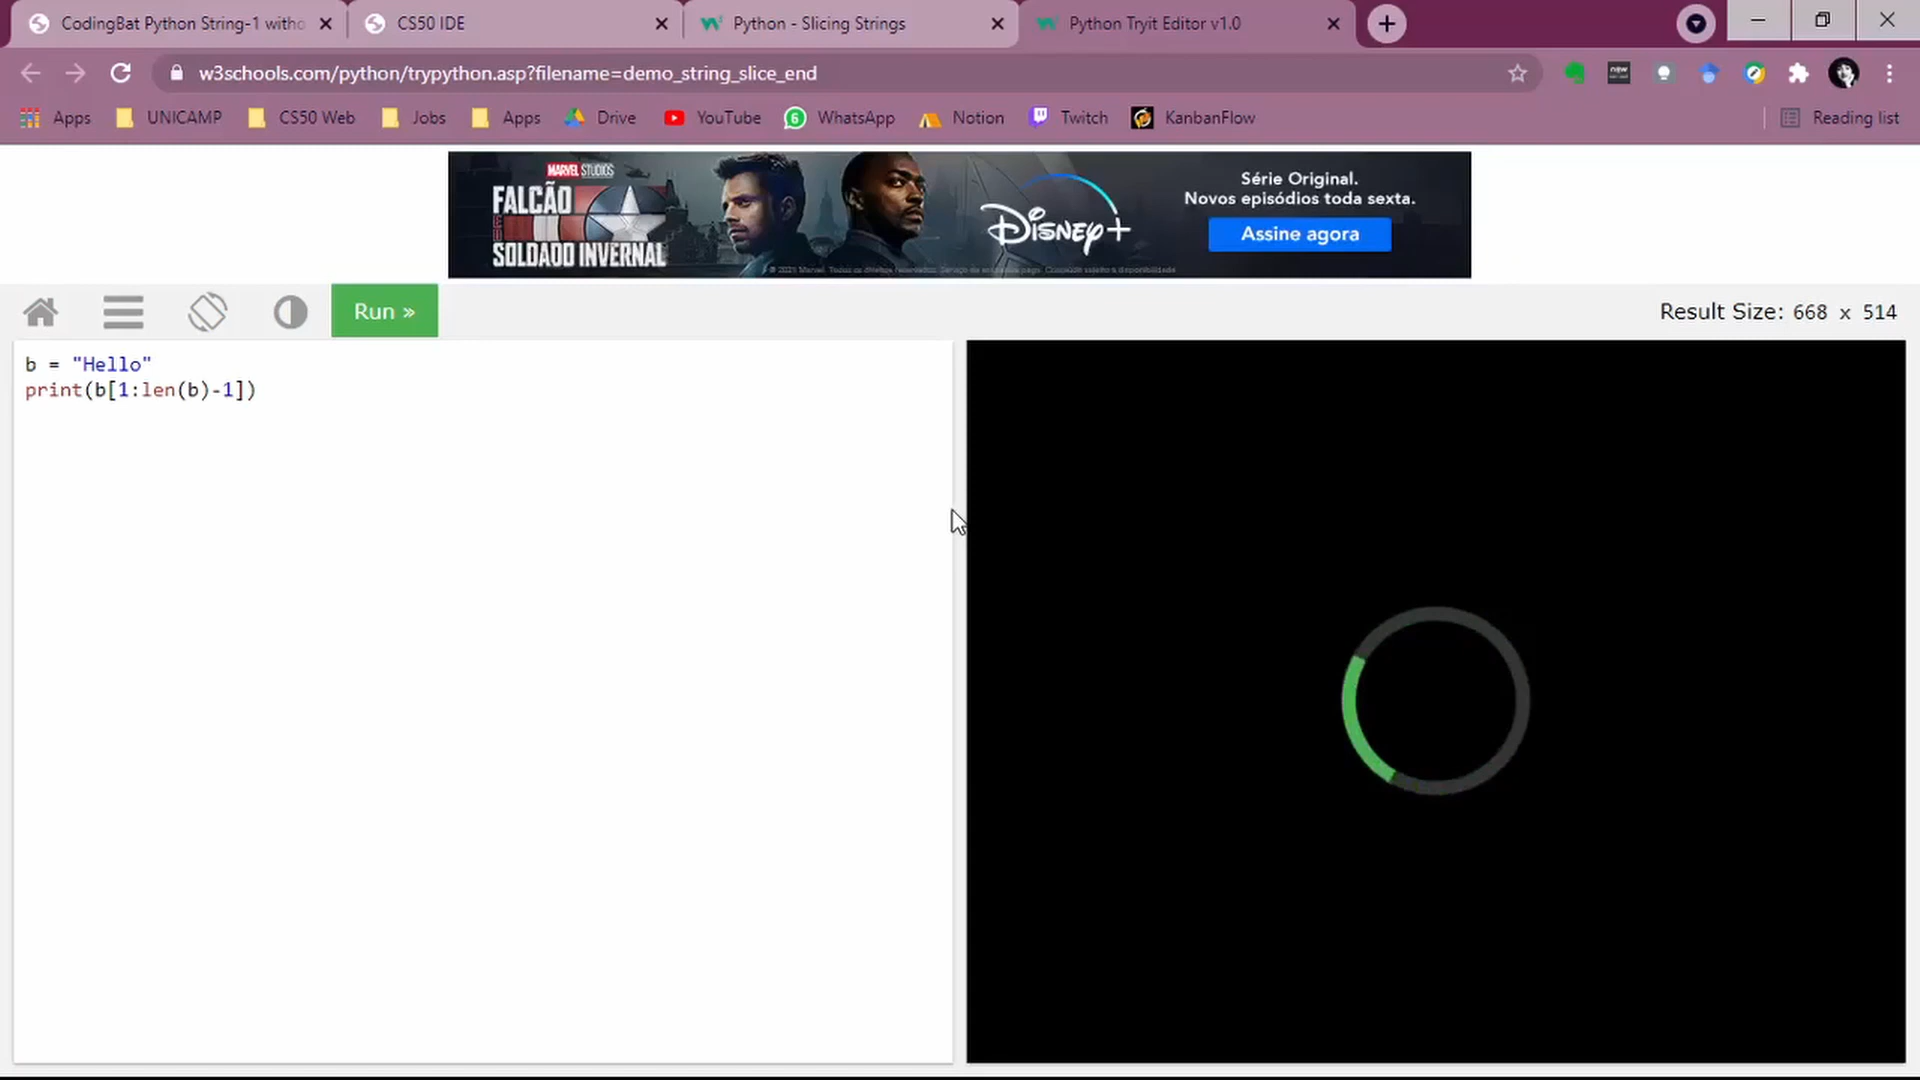 CodingBat Python String-1 witho
CS50 IDE
Python - Slicing Strings
Python Tryit Editor v1.0
w3schools.com/python/trypython.asp?filename=demo_string_slice_end
Apps
UNICAMP
CS50 Web
Jobs
Apps
Drive
YouTube
6
WhatsApp
Notion
Twitch
KanbanFlow
Reading list
MARVEL STUDIOS
FALCÃO
SOLDADO INVERNAL
Disney+
Série Original.
Novos episódios toda sexta.
Assine agora
Run »
Result Size: 668 x 514
b = "Hello"
print(b[1:len(b)-1])